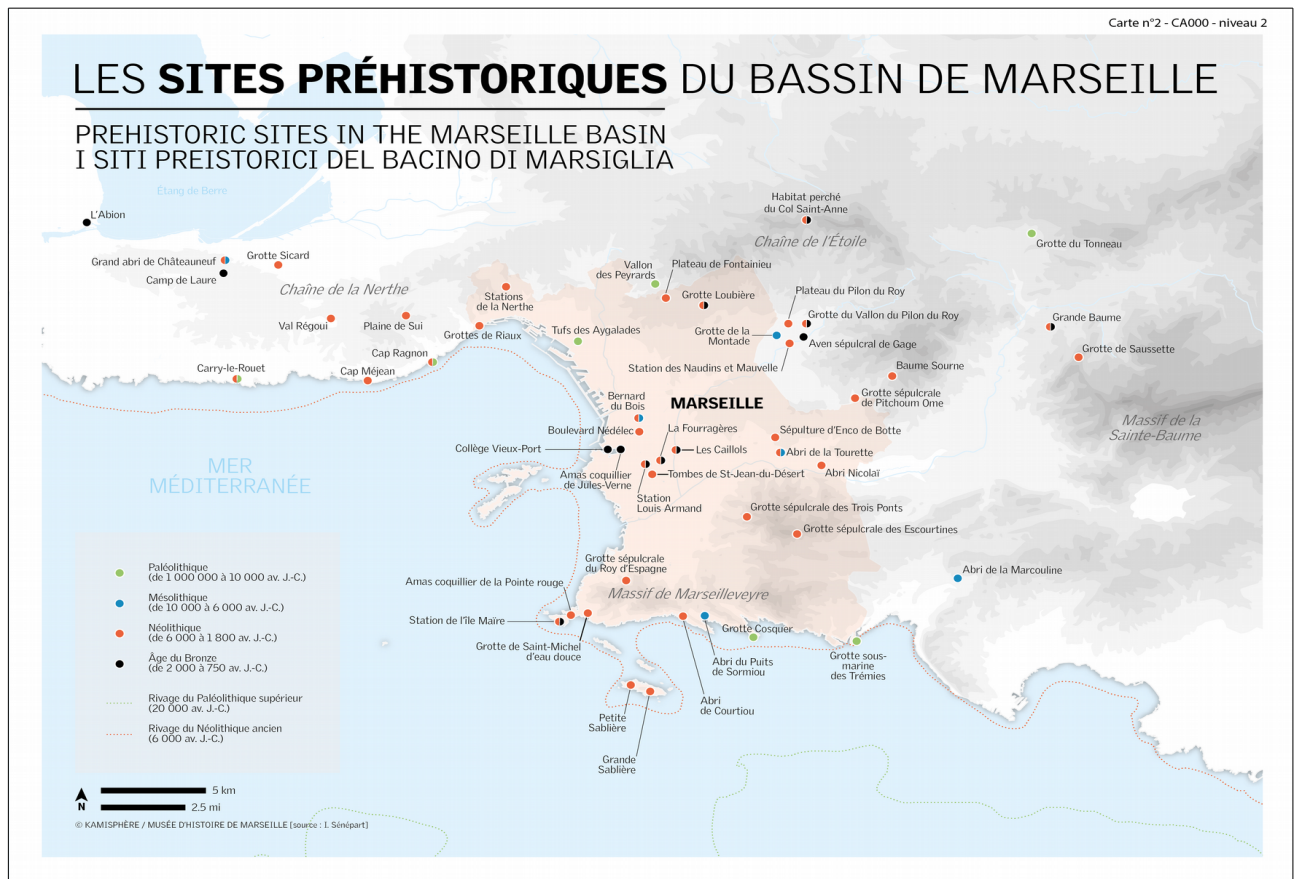 Carte n°2 - CA000 - niveau 2
LES SITES PRÉHISTORIQUES DU BASSIN DE MARSEILLE
PREHISTORIC SITES IN THE MARSEILLE BASIN
I SITI PREISTORICI DEL BACINO DI MARSIGLIA
Étang de Berre
L'Abion
Habitat perché
du Col Saint-Anne
Chaîne de l'Étoile
Grotte du Tonneau
Grand abri de Châteauneuf
Camp de Laure
Grotte Sicard
Chaîne de la Nerthe
Val Régoui
Plaine de Sui
Stations
de la Nerthe
Grottes de Riaux
Vallon
des Peyrards
Plateau de Fontainieu
Grotte Loubière
Plateau du Pilon du Roy
Grotte du Vallon du Pilon du Roy
Grotte de la
Montade
Aven sépulcral de Gage
Grande Baume
Grotte de Saussette
Tufs des Aygalades
Cap Ragnon
Carry-le-Rouet
Cap Méjean
Station des Naudins et Mauvelle
Baume Sourne
Grotte sépulcrale
de Pitchoum Ome
Bernard
du Bois
MARSEILLE
Massif de la
Sainte-Baume
Boulevard Nédélec
La Fourragères
Sépulture d'Enco de Botte
Collège Vieux-Port
Les Caillols
Abri de la Tourette
Amas coquillier
de Jules-Verne
Tombes de St-Jean-du-Désert
Abri Nicolaï
Station
Louis Armand
MER
MÉDITERRANÉE
Grotte sépulcrale des Trois Ponts
Grotte sépulcrale des Escourtines
Grotte sépulcrale
du Roy d'Espagne
Abri de la Marcouline
Amas coquillier de la Pointe rouge
Massif de Marseilleveyre
Station de l'île Maïre
Grotte de Saint-Michel
d'eau douce
Grotte Cosquer
Abri du Puits
de Sormiou
Grotte sous-
marine
des Trémies
Abri
de Courtiou
Petite
Sablière
Grande
Sablière
Paléolithique
(de 1 000 000 à 10 000 av. J.-C.)
Mésolithique
(de 10 000 à 6 000 av. J.-C.)
Néolithique
(de 6 000 à 1 800 av. J.-C.)
Âge du Bronze
(de 2 000 à 750 av. J.-C.)
Rivage du Paléolithique supérieur
(20 000 av. J.-C.)
Rivage du Néolithique ancien
(6 000 av. J.-C.)
N
5 km
2.5 mi
© KAMISPHÈRE / MUSÉE D'HISTOIRE DE MARSEILLE [source : I. Sénépart]